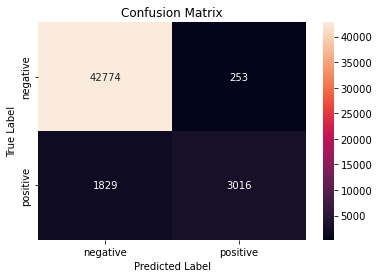 Confusion Matrix
True Label
negative
positive
42774
253
1829
3016
negative
positive
Predicted Label
40000
35000
30000
25000
20000
15000
10000
5000